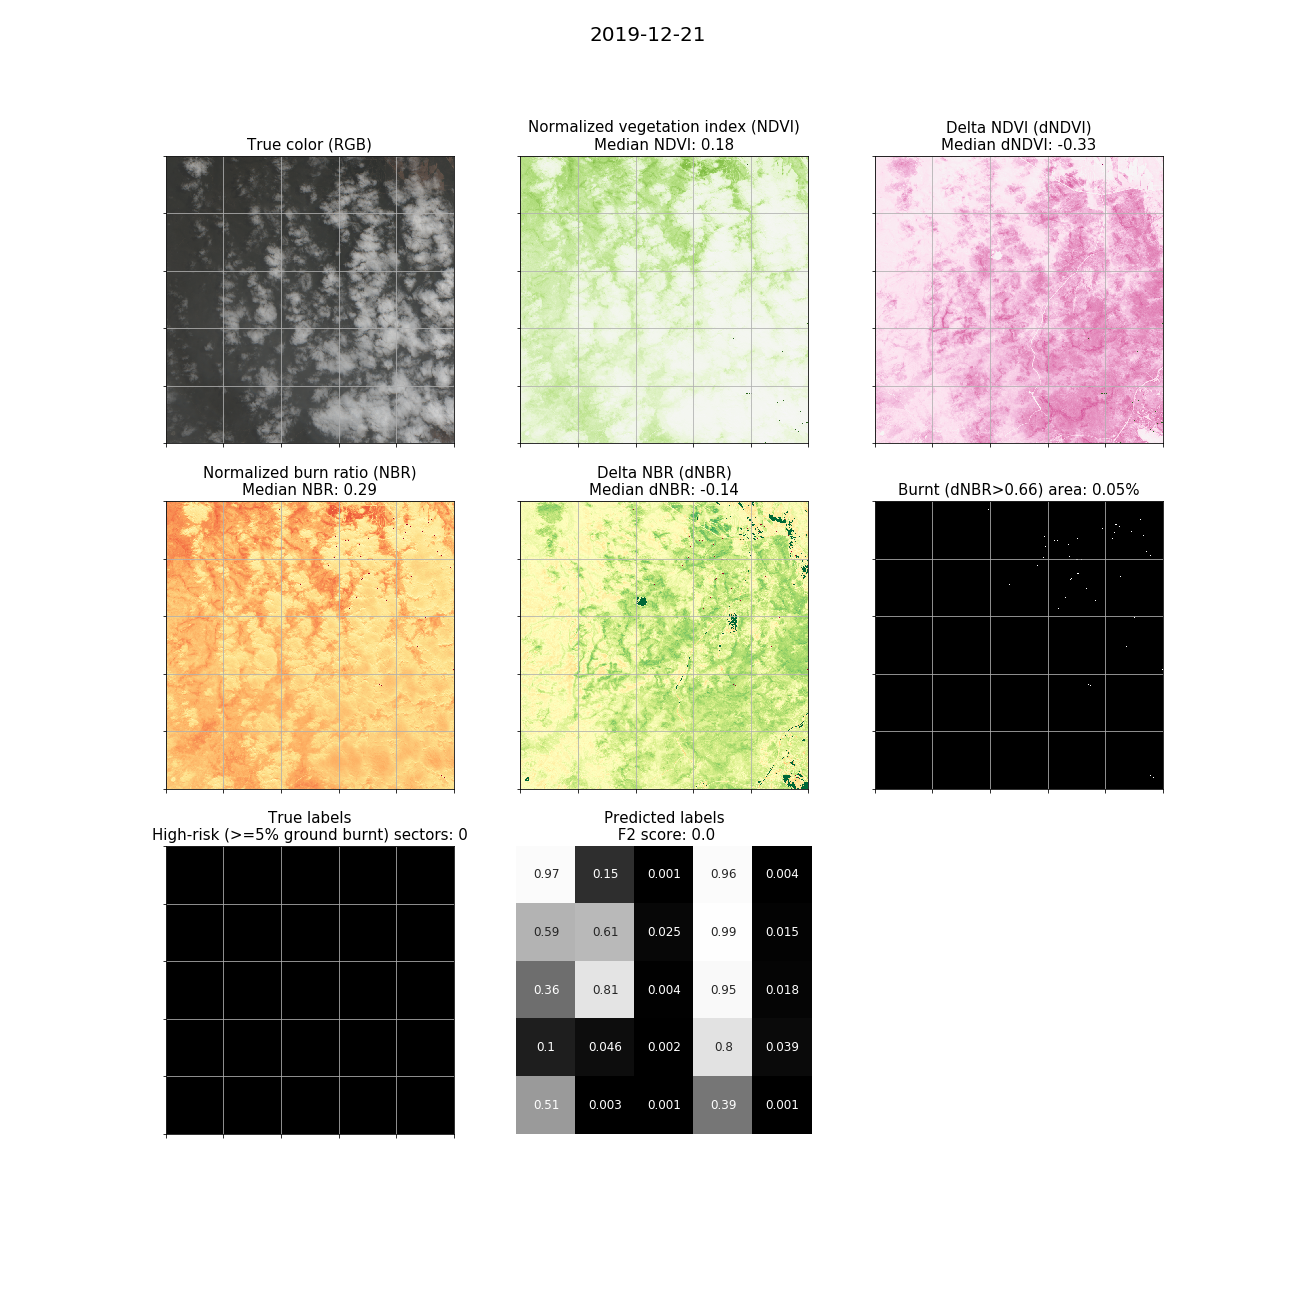 2019-12-21
True color (RGB)
Normalized vegetation index (NDVI)
Median NDVI: 0.18
Delta NDVI (dNDVI)
Median dNDVI: -0.33
Normalized burn ratio (NBR)
Median NBR: 0.29
Delta NBR (dNBR)
Median dNBR: -0.14
Burnt (dNBR>0.66) area: 0.05%
True labels
High-risk (>=5% ground burnt) sectors: 0
Predicted labels
F2 score: 0.0
0.97 0.15 0.001 0.96 0.004
0.59 0.61 0.025 0.99 0.015
0.36 0.81 0.004 0.95 0.018
0.1 0.046 0.002 0.8 0.039
0.51 0.003 0.001 0.39 0.001